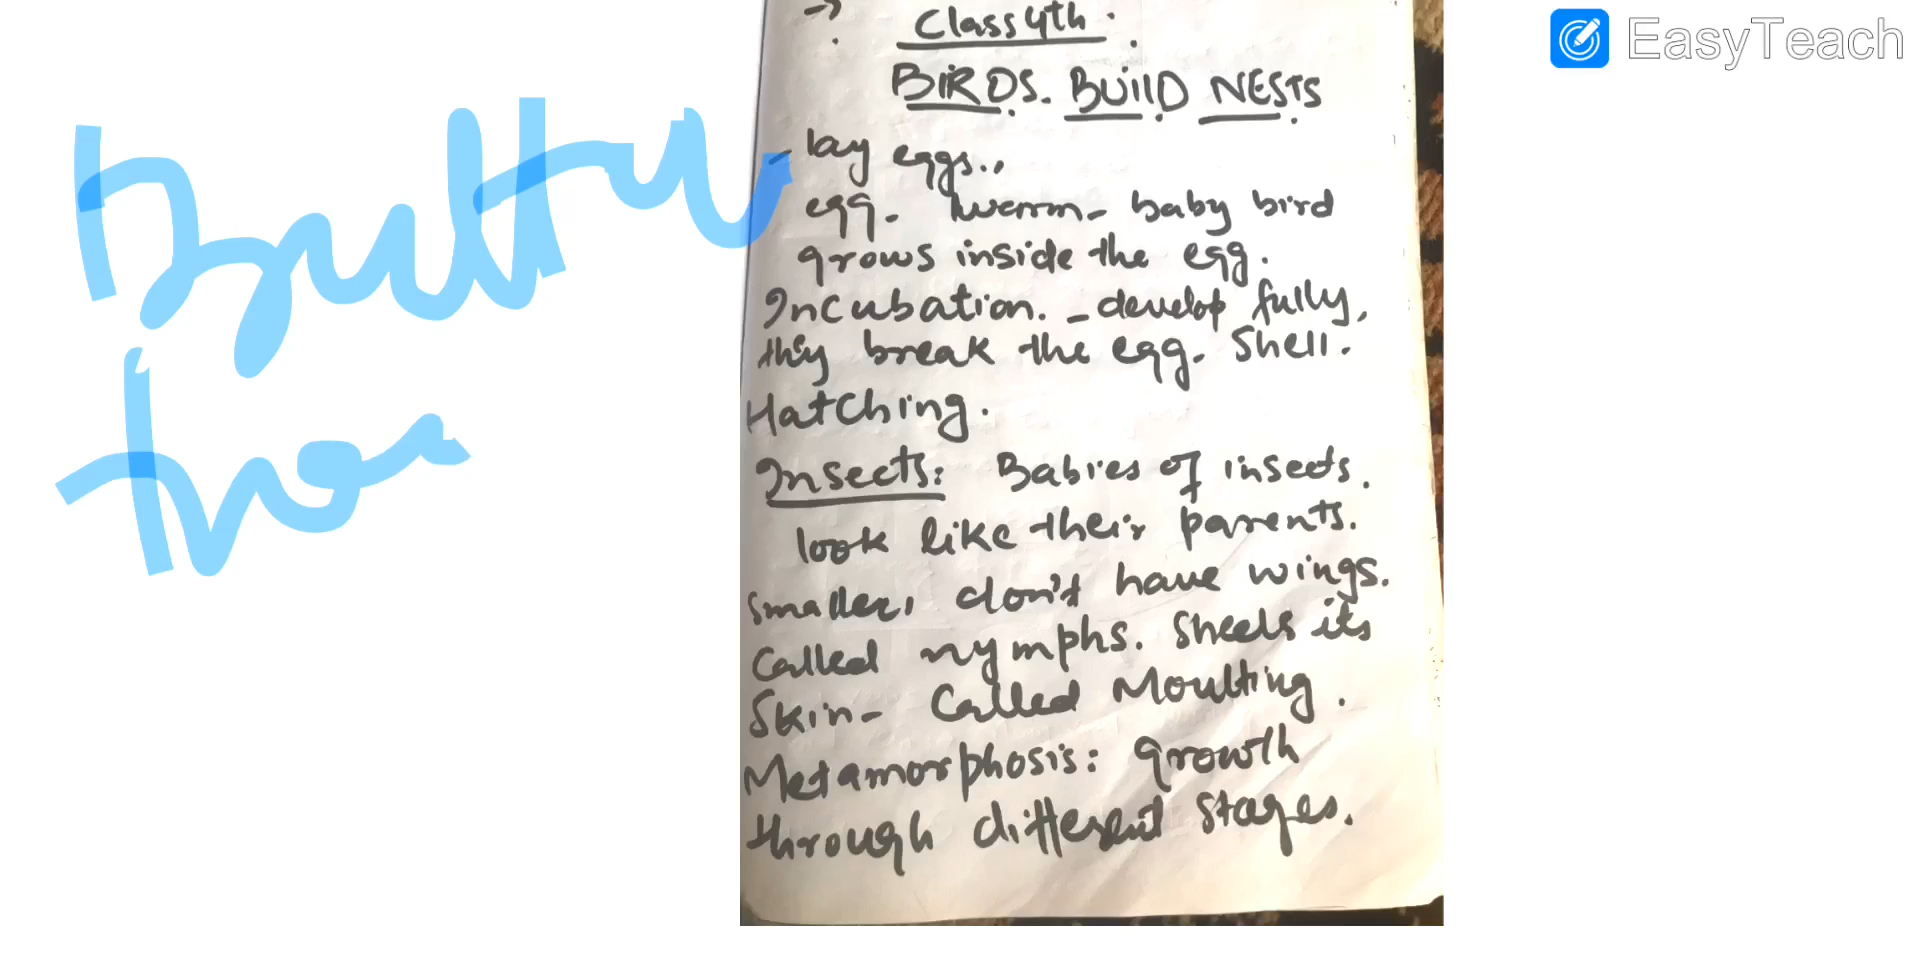 EasyTeach
Class 4th.
BIRDS. BUILD NESTS
- lay eggs..
egg. warm- baby bird
grows inside the egg.
Incubation. - develop fully,
they break the egg. Shell.
Hatching.
Insects: Babies of insects.
look like their parents.
Smaller, don't have wings.
Called nymphs. Sheds its
Skin- Called Moulting.
Metamorphosis: growth
through different stages.